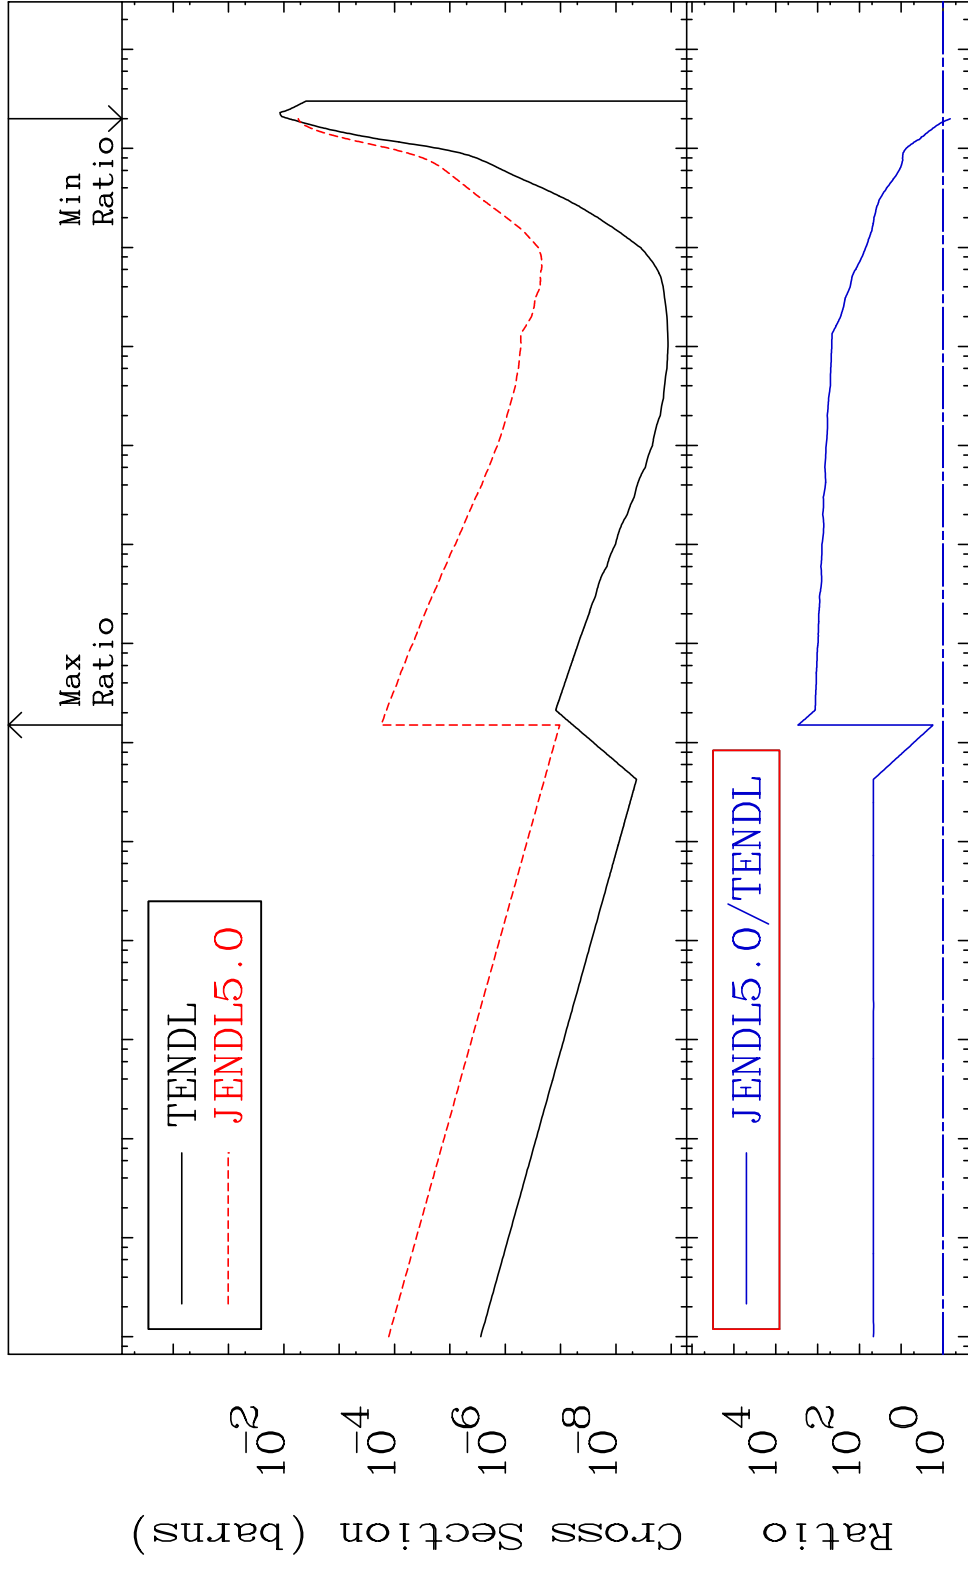 Max
Ratio
Min
Ratio
TENDL
JENDL5.0
10-2
10-4
10-6
10-8
Cross Section (barns)
JENDL5.0/TENDL
10 4
10 2
10 0
Ratio